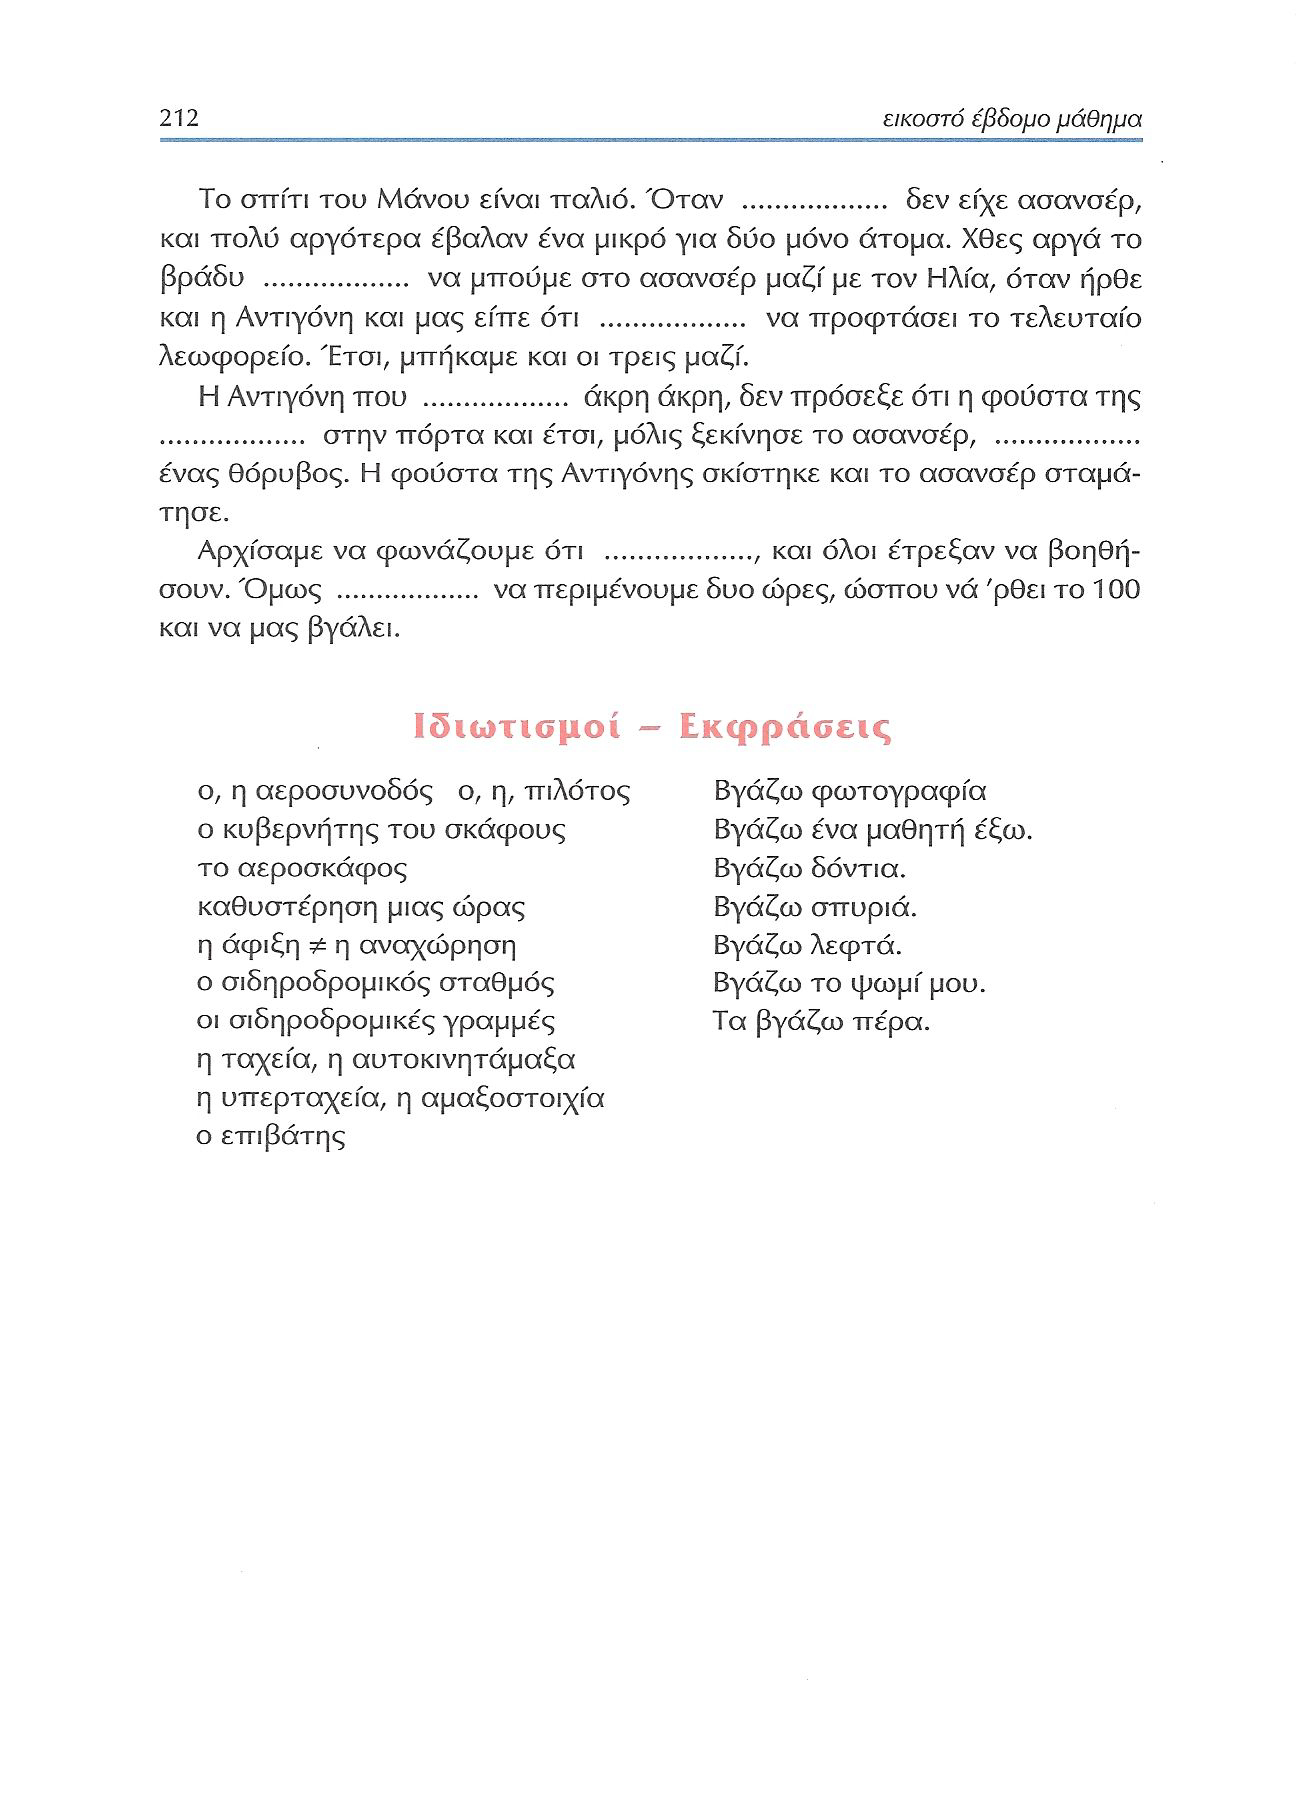 212 εικοστό έβδομο μάθημα
Το σπίτι του Μάνου είναι παλιό. Όταν .................. δεν είχε ασανσέρ,
και πολύ αργότερα έβαλαν ένα μικρό για δύο μόνο άτομα. Χθες αργά το
βράδυ .................. να μπούμε στο ασανσέρ μαζί με τον Ηλία, όταν ήρθε
και η Αντιγόνη και μας είπε ότι .................. να προφτάσει το τελευταίο
λεωφορείο. Έτσι, μπήκαμε και οι τρεις μαζί.
Η Αντιγόνη που .................. άκρη άκρη, δεν πρόσεξε ότι η φούστα της
.................. στην πόρτα και έτσι, μόλις ξεκίνησε το ασανσέρ, ..................
ένας θόρυβος. Η φούστα της Αντιγόνης σκίστηκε και το ασανσέρ σταμά-
τησε.
Αρχίσαμε να φωνάζουμε ότι .................., και όλοι έτρεξαν να βοηθή-
σουν. Όμως .................. να περιμένουμε δυο ώρες, ώσπου νά 'ρθει το 100
και να μας βγάλει.
Ιδιωτισμοί – Εκφράσεις
ο, η αεροσυνοδός ο, η, πιλότος
ο κυβερνήτης του σκάφους
το αεροσκάφος
καθυστέρηση μιας ώρας
η άφιξη ≠ η αναχώρηση
ο σιδηροδρομικός σταθμός
οι σιδηροδρομικές γραμμές
η ταχεία, η αυτοκινητάμαξα
η υπερταχεία, η αμαξοστοιχία
ο επιβάτης
Βγάζω φωτογραφία
Βγάζω ένα μαθητή έξω.
Βγάζω δόντια.
Βγάζω σπυριά.
Βγάζω λεφτά.
Βγάζω το ψωμί μου.
Τα βγάζω πέρα.